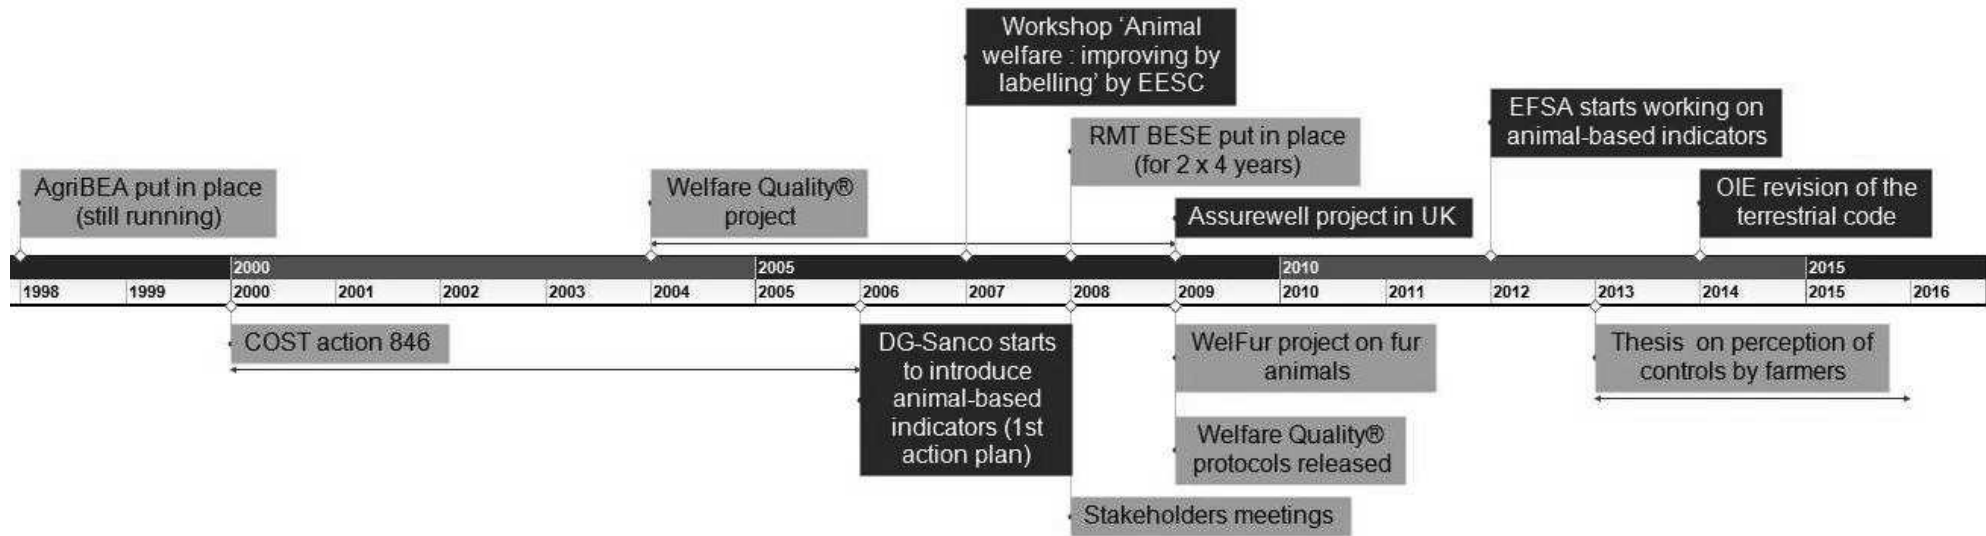 Workshop ‘Animal
welfare : improving by
labelling’ by EESC
EFSA starts working on
animal-based indicators
RMT BESE put in place
(for 2 x 4 years)
AgriBEA put in place
(still running)
Welfare Quality®
project
OIE revision of the
terrestrial code
Assurewell project in UK
2000 2005 2010 2015
1998 1999 2000 2001 2002 2003 2004 2005 2006 2007 2008 2009 2010 2011 2012 2013 2014 2015 2016
COST action 846
DG-Sanco starts
to introduce
animal-based
indicators (1st
action plan)
WelFur project on fur
animals
Thesis on perception of
controls by farmers
Welfare Quality®
protocols released
Stakeholders meetings